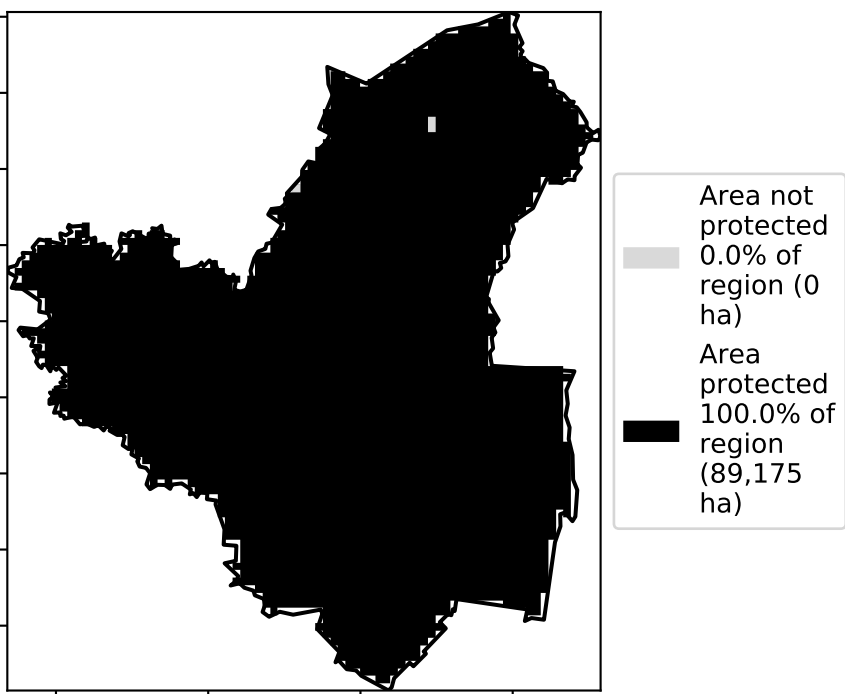 Area not
protected
0.0% of
region (0
ha)
Area
protected
100.0% of
region
(89,175
ha)